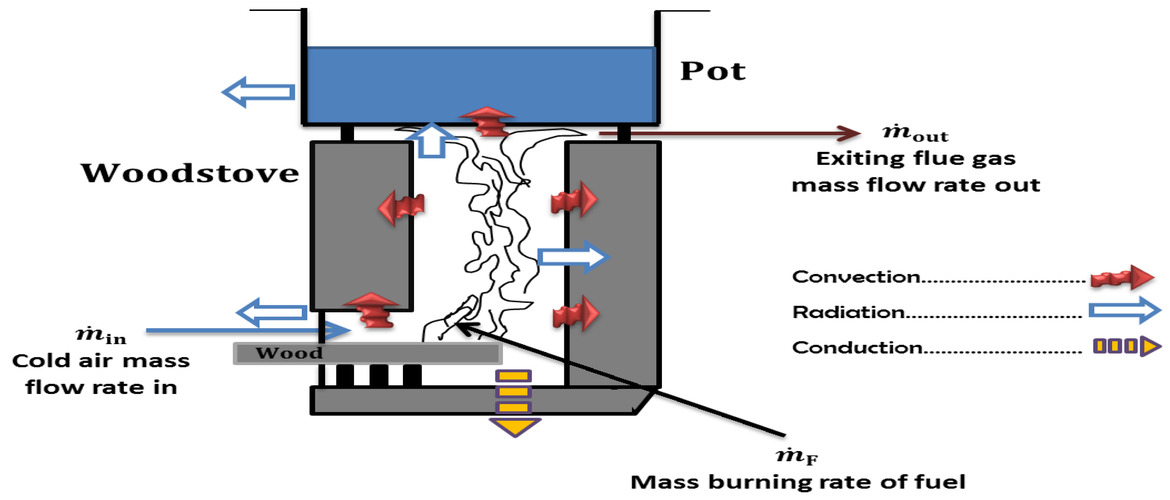 Pot
ṁout
Exiting flue gas
mass flow rate out
Woodstove
Convection
Radiation
Conduction
ṁin
Cold air mass
flow rate in
Wood
ṁF
Mass burning rate of fuel